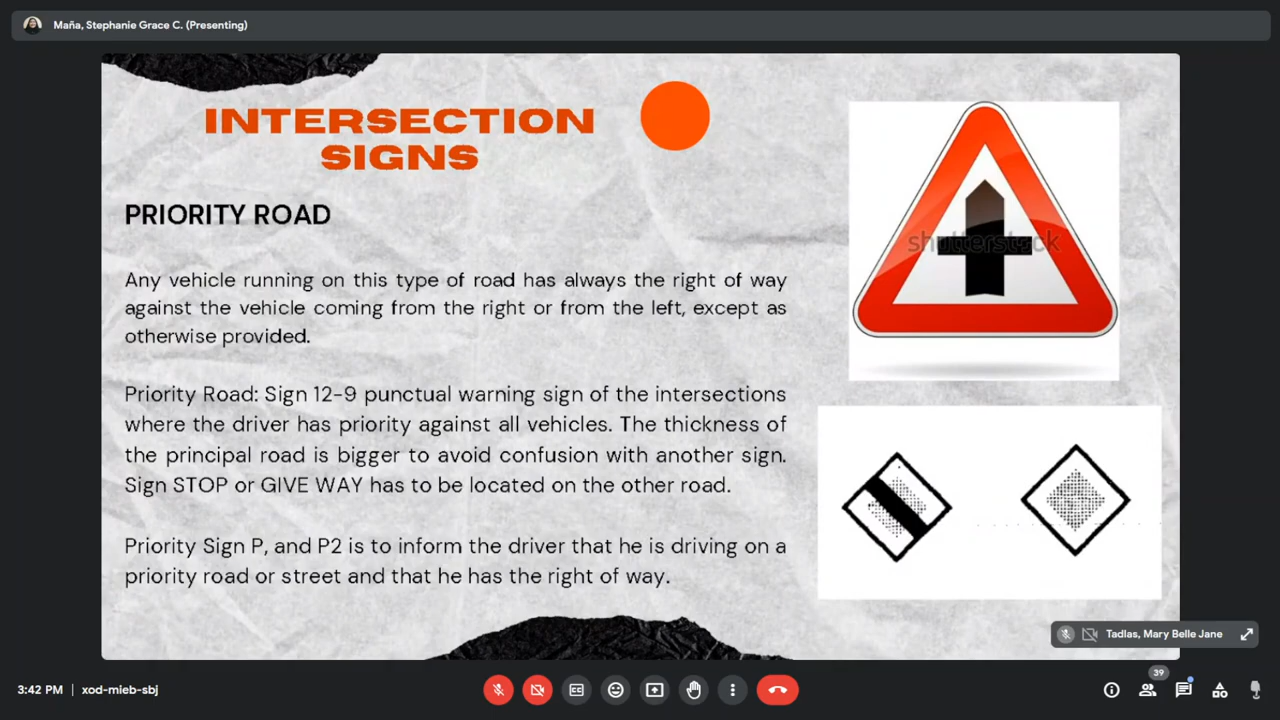 Maña, Stephanie Grace C. (Presenting)
INTERSECTION
SIGNS
PRIORITY ROAD
Any vehicle running on this type of road has always the right of way
against the vehicle coming from the right or from the left, except as
otherwise provided.
Priority Road: Sign 12-9 punctual warning sign of the intersections
where the driver has priority against all vehicles. The thickness of
the principal road is bigger to avoid confusion with another sign.
Sign STOP or GIVE WAY has to be located on the other road.
Priority Sign P, and P2 is to inform the driver that he is driving on a
priority road or street and that he has the right of way.
shutterstock
Tadlas, Mary Belle Jane
3:42 PM | xod-mieb-sbj
CC
39